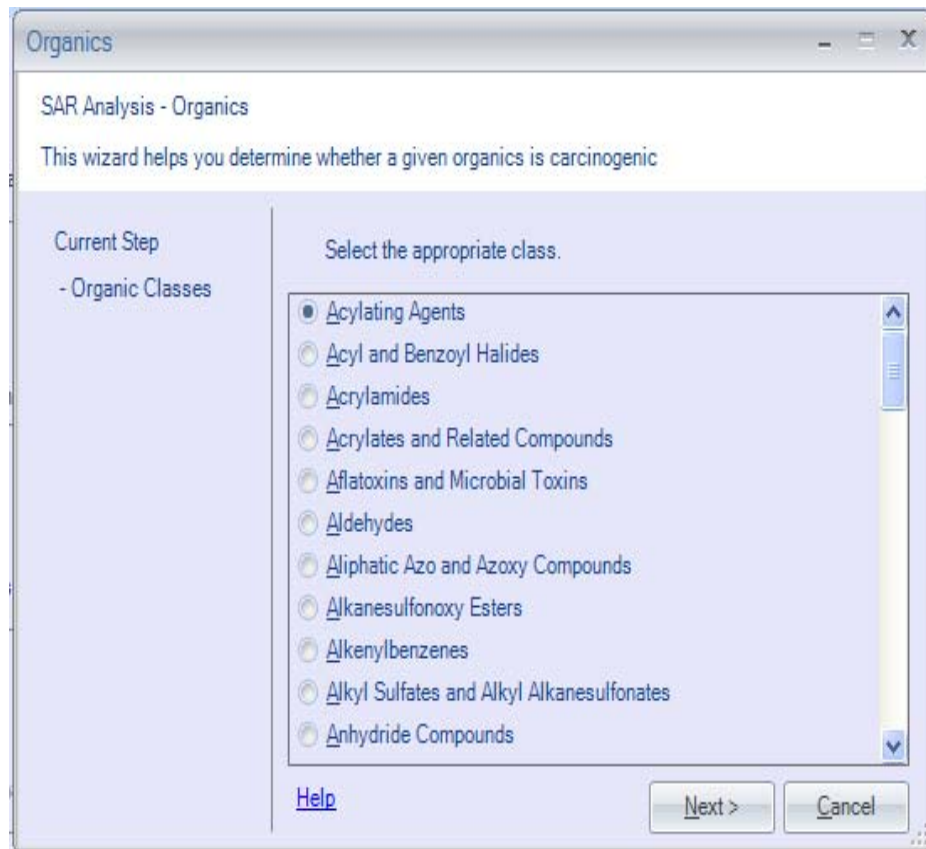 Organics
SAR Analysis - Organics
This wizard helps you determine whether a given organics is carcinogenic
Current Step
- Organic Classes
Select the appropriate class.
Acylating Agents
Acyl and Benzoyl Halides
Acrylamides
Acrylates and Related Compounds
Aflatoxins and Microbial Toxins
Aldehydes
Aliphatic Azo and Azoxy Compounds
Alkanesulfonoxy Esters
Alkenylbenzenes
Alkyl Sulfates and Alkyl Alkanesulfonates
Anhydride Compounds
Help
Next >
Cancel